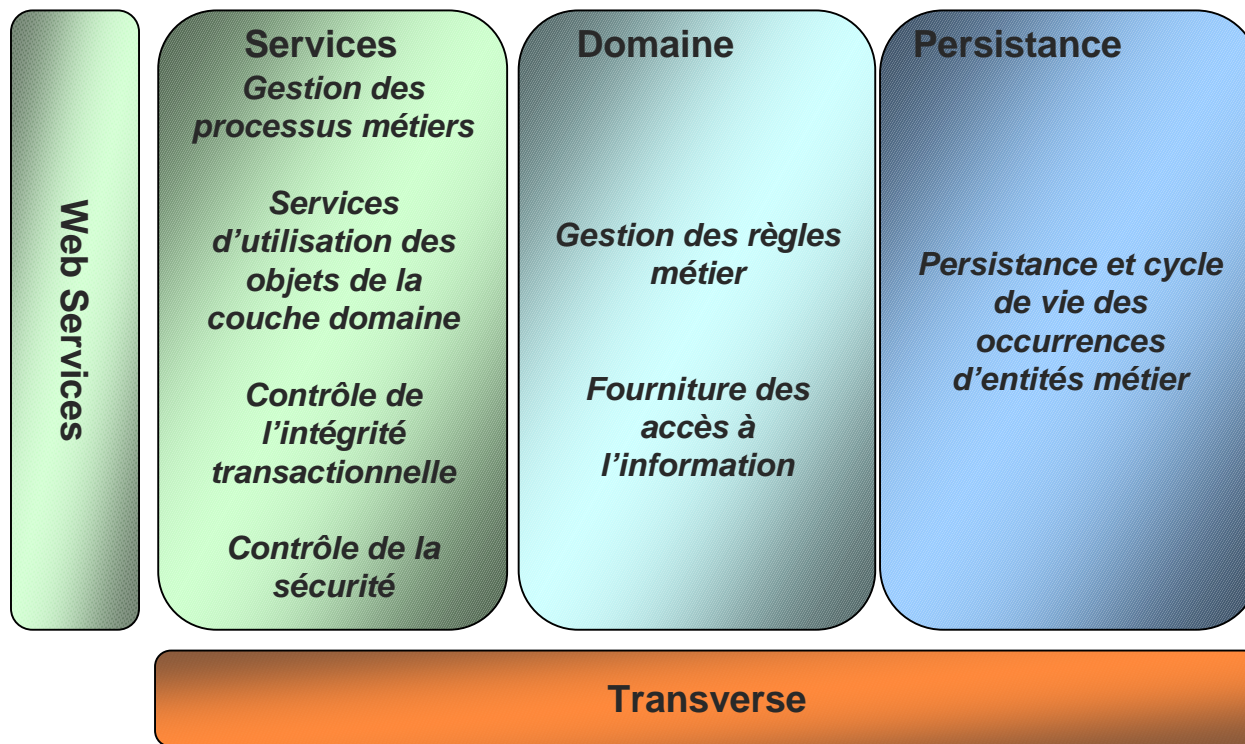 Web Services
Services
Gestion des
processus métiers
Services
d’utilisation des
objets de la
couche domaine
Contrôle de
l’intégrité
transactionnelle
Contrôle de la
sécurité
Domaine
Gestion des règles
métier
Fourniture des
accès à
l’information
Persistance
Persistance et cycle
de vie des
occurrences
d’entités métier
Transverse